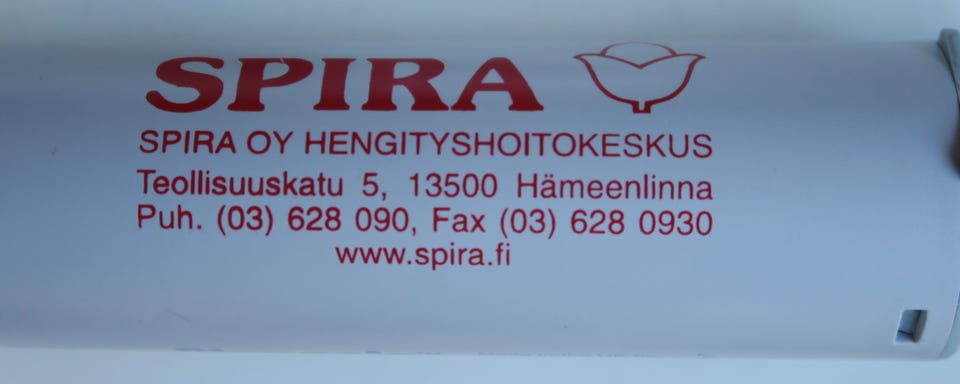 SPIRA
SPIRA OY HENGITYSHOITOKESKUS
Teollisuuskatu 5, 13500 Hämeenlinna
Puh. (03) 628 090, Fax (03) 628 0930
www.spira.fi